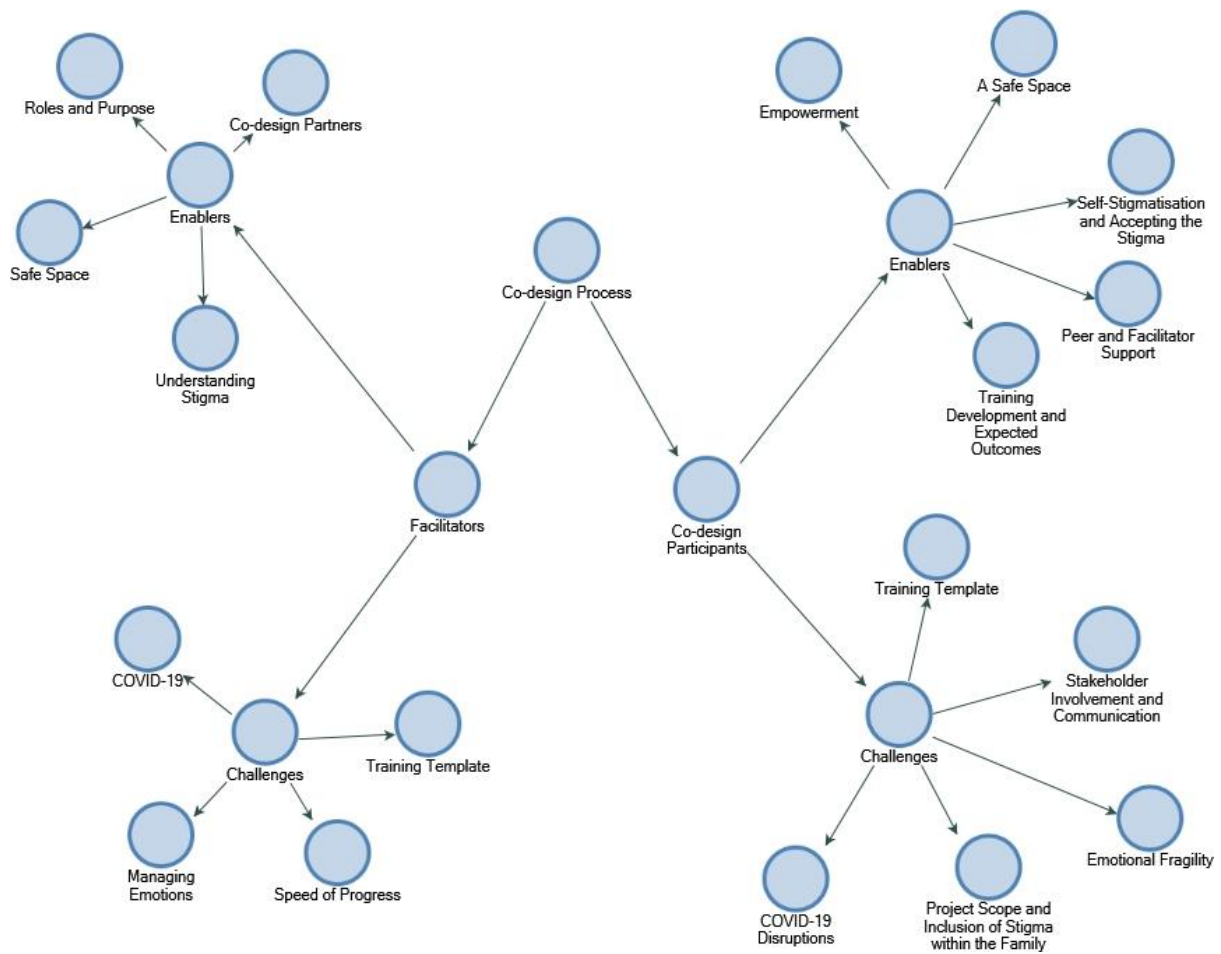 Roles and Purpose
Co-design Partners
Enablers
Safe Space
Understanding
Stigma
Co-design Process
Empowerment
A Safe Space
Self-Stigmatisation
and Accepting the
Stigma
Enablers
Peer and Facilitator
Support
Training
Development and
Expected
Outcomes
Facilitators
Co-design
Participants
COVID-19
Training Template
Challenges
Managing
Emotions
Speed of Progress
Training Template
Stakeholder
Involvement and
Communication
Challenges
Emotional Fragility
COVID-19
Disruptions
Project Scope and
Inclusion of Stigma
within the Family